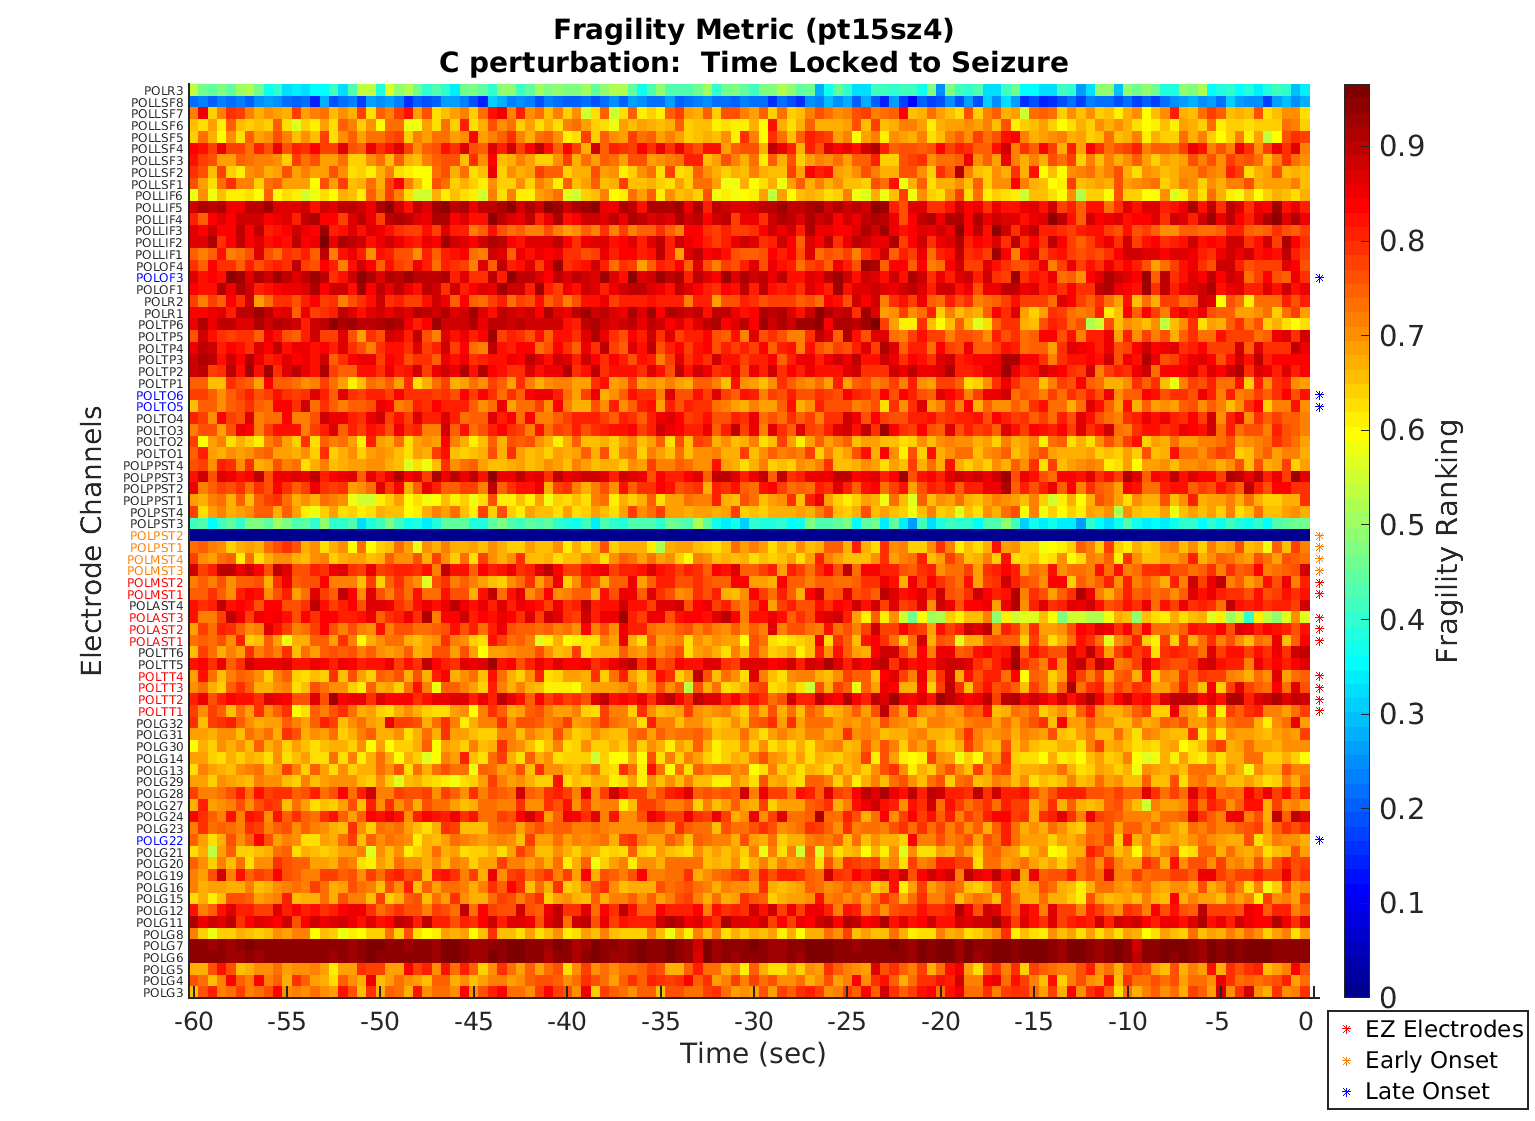 Fragility Metric (pt15sz4)
C perturbation:  Time Locked to Seizure
POLR3
POLLSF8
POLLSF7
POLLSF6
POLLSF5
POLLSF4
POLLSF3
POLLSF2
POLLSF1
POLLIF6
POLLIF5
POLLIF4
POLLIF3
POLLIF2
POLLIF1
POLOF4
POLOF3
POLOF1
POLR2
POLR1
POLTP6
POLTP5
POLTP4
POLTP3
POLTP2
POLTP1
POLTO6
POLTO5
POLTO4
POLTO3
POLTO2
POLTO1
POLPPST4
POLPPST3
POLPPST2
POLPPST1
POLPST4
POLPST3
POLPST2
POLPST1
POLMST4
POLMST3
POLMST2
POLMST1
POLAST4
POLAST3
POLAST2
POLAST1
POLTT6
POLTT5
POLTT4
POLTT3
POLTT2
POLTT1
POLG32
POLG31
POLG30
POLG14
POLG13
POLG29
POLG28
POLG27
POLG24
POLG23
POLG22
POLG21
POLG20
POLG19
POLG16
POLG15
POLG12
POLG11
POLG8
POLG7
POLG6
POLG5
POLG4
POLG3
Electrode Channels
-60 -55 -50 -45 -40 -35 -30 -25 -20 -15 -10 -5 0
Time (sec)
0.9
0.8
0.7
0.6
0.5
0.4
0.3
0.2
0.1
0
Fragility Ranking
EZ Electrodes
Early Onset
Late Onset